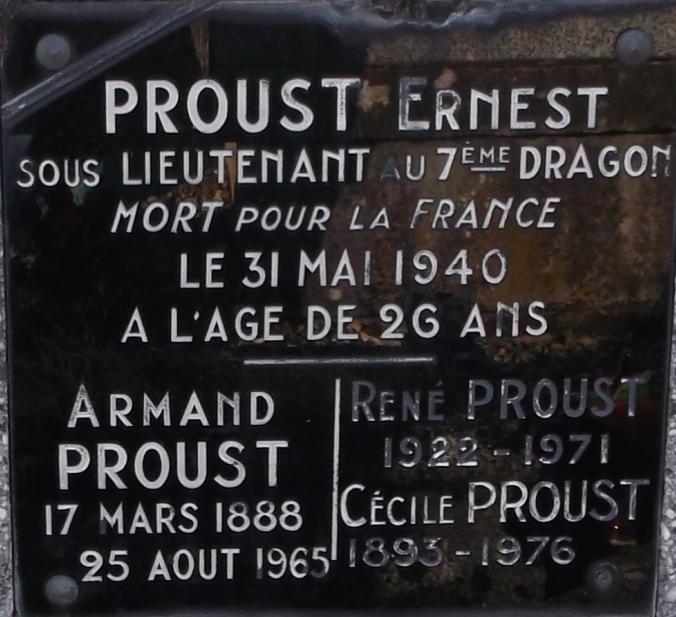 PROUST ERNEST
SOUS LIEUTENANT AU 7ÈME DRAGON
MORT POUR LA FRANCE
LE 31 MAI 1940
A L'AGE DE 26 ANS
ARMAND
PROUST
17 MARS 1888
25 AOUT 1965
RENÉ PROUST
1922-1971
CÉCILE PROUST
1893-1976